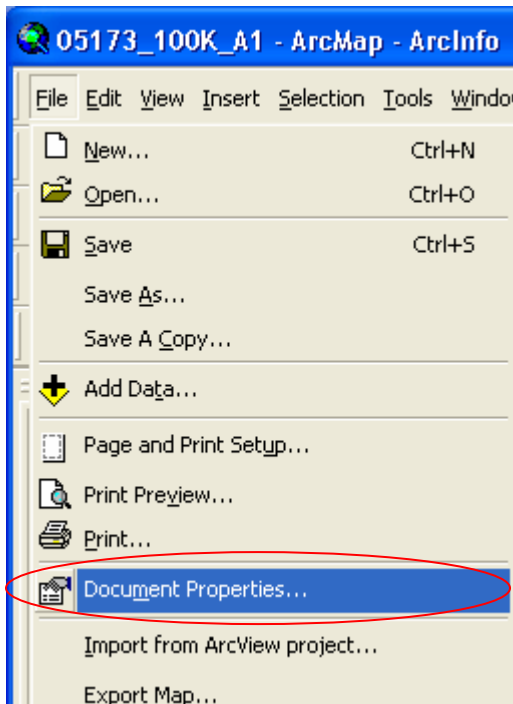 05173_100K_A1 - ArcMap - ArcInfo
File Edit View Insert Selection Tools Windo
New... Ctrl+N
Open... Ctrl+O
Save Ctrl+S
Save As...
Save A Copy...
Add Data...
Page and Print Setup...
Print Preview...
Print...
Document Properties...
Import from ArcView project...
Export Map...